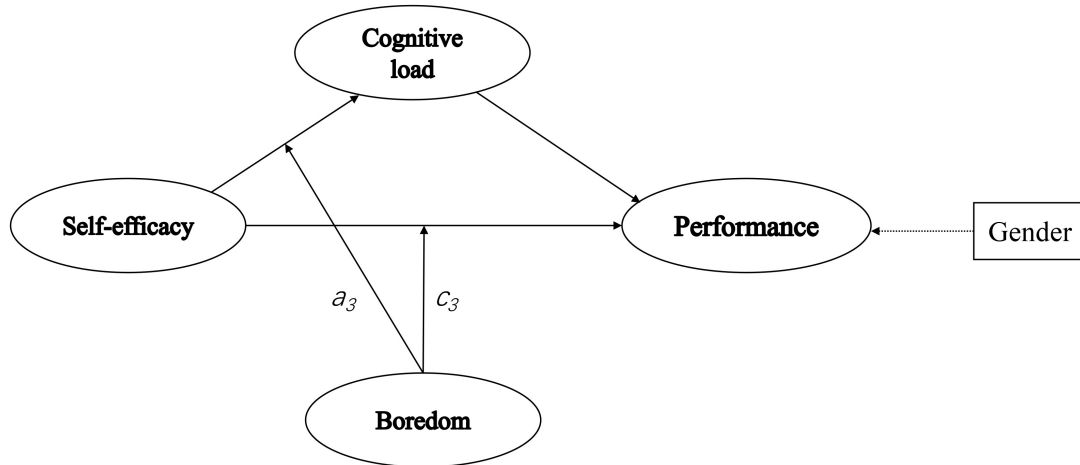 Cognitive
load
Self-efficacy
Performance
Gender
a3
c3
Boredom